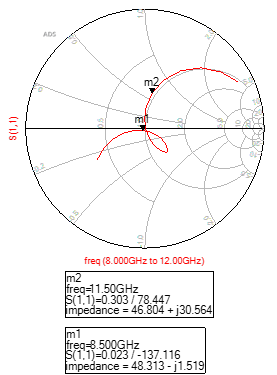 ADS
m2
m1
S(1,1)
freq (8.000GHz to 12.00GHz)
m2
freq=11.50GHz
S(1,1)=0.303 / 78.447
impedance = 46.804 + j30.564
m1
freq=8.500GHz
S(1,1)=0.023 / -137.116
impedance = 48.313 - j1.519